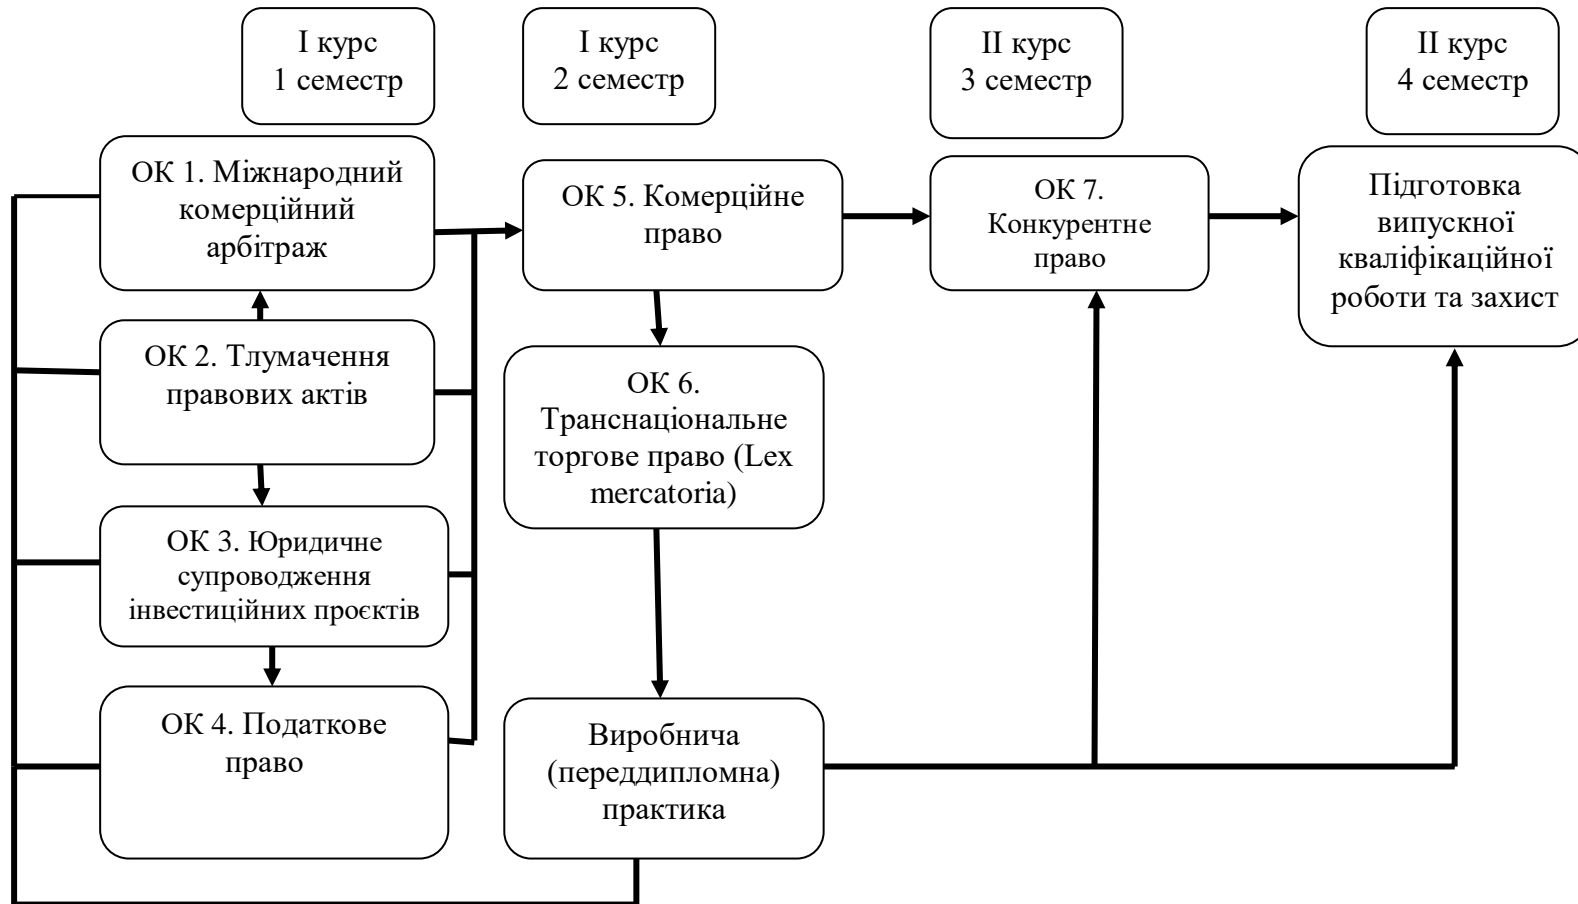 І курс
1 семестр
І курс
2 семестр
ІІ курс
3 семестр
ІІ курс
4 семестр
ОК 1. Міжнародний
комерційний
арбітраж
ОК 2. Тлумачення
правових актів
ОК 3. Юридичне
супроводження
інвестиційних проєктів
ОК 4. Податкове
право
ОК 5. Комерційне
право
ОК 6.
Транснаціональне
торгове право (Lex
mercatoria)
Виробнича
(переддипломна)
практика
ОК 7.
Конкурентне
право
Підготовка
випускної
кваліфікаційної
роботи та захист